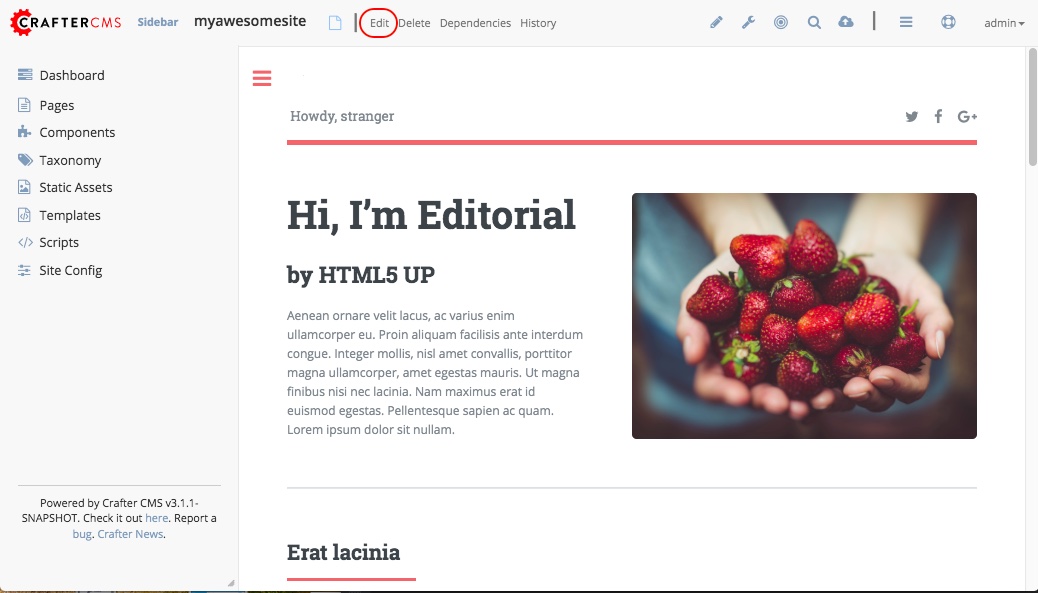 CRAFTERCMS Sidebar myawesomesite Edit Delete Dependencies History admin
Dashboard
Pages
Components
Taxonomy
Static Assets
Templates
Scripts
Site Config
Powered by Crafter CMS v3.1.1-
SNAPSHOT. Check it out here. Report a
bug. Crafter News.
Howdy, stranger
Hi, I’m Editorial
by HTML5 UP
Aenean ornare velit lacus, ac varius enim
ullamcorper eu. Proin aliquam facilisis ante interdum
congue. Integer mollis, nisl amet convallis, porttitor
magna ullamcorper, amet egestas mauris. Ut magna
finibus nisi nec lacinia. Nam maximus erat id
euismod egestas. Pellentesque sapien ac quam.
Lorem ipsum dolor sit nullam.
Erat lacinia